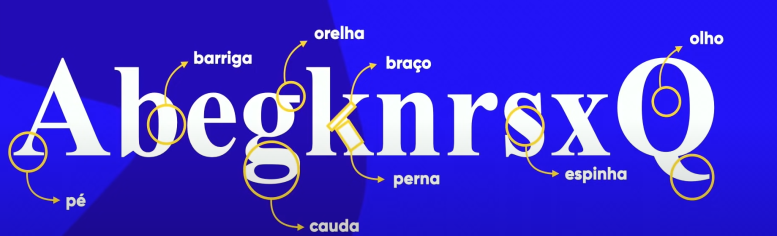 orelha
olho
barriga
braço
AbegknrsxQ
espinha
perna
pé
cauda